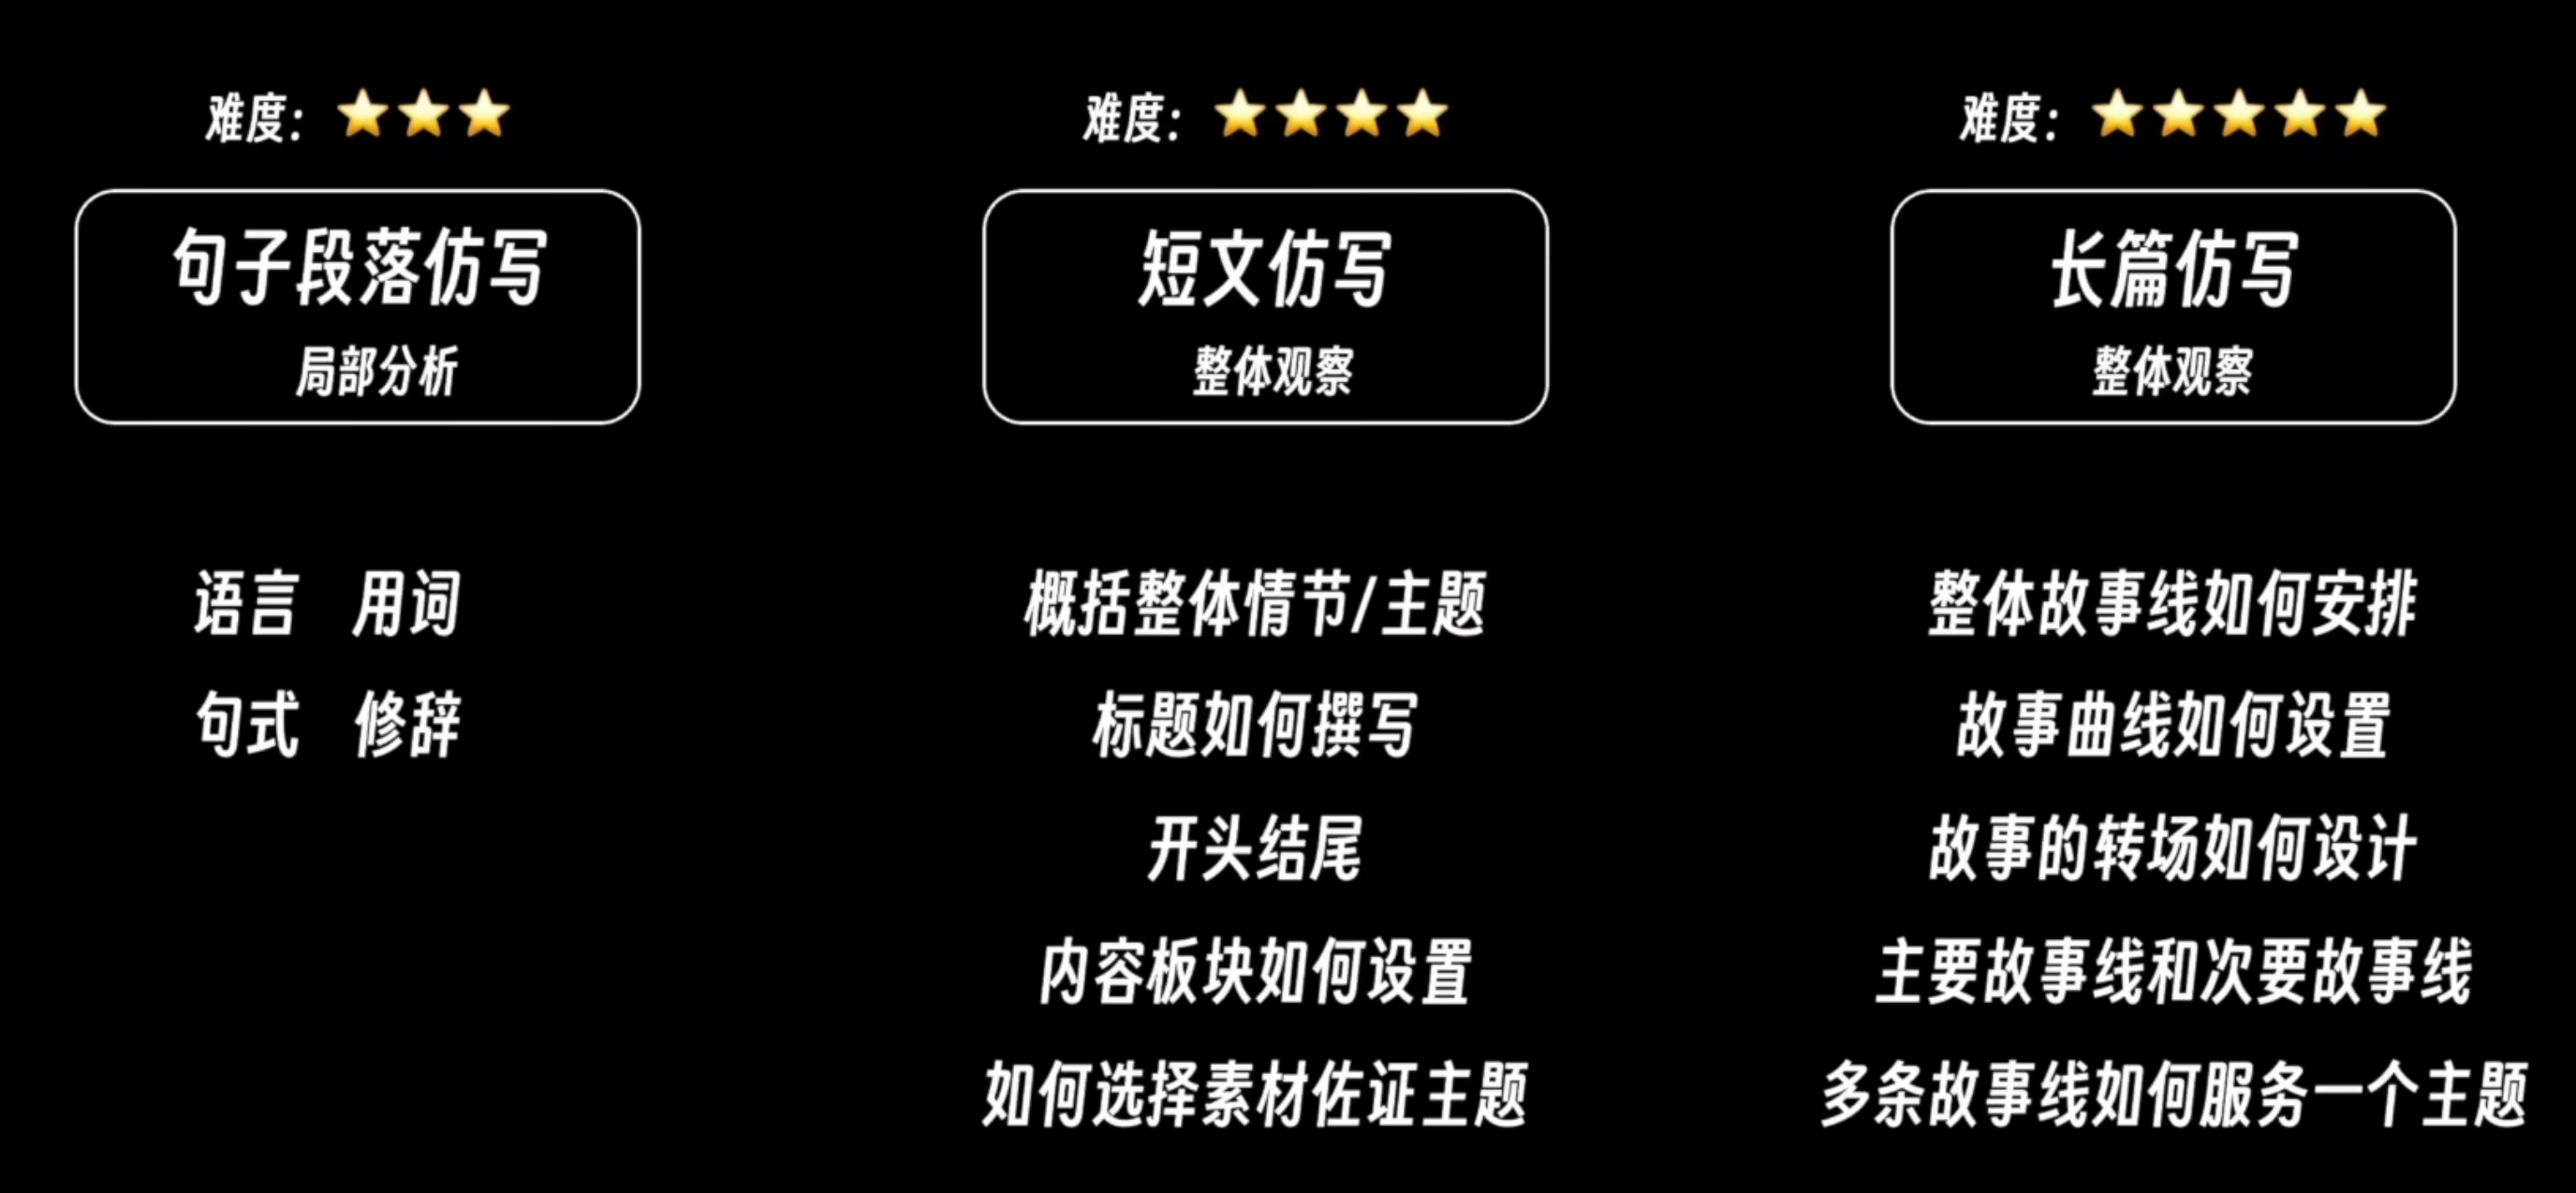 难度：⭐⭐⭐
句子段落仿写
局部分析
语言 用词
句式 修辞
难度：⭐⭐⭐⭐
短文仿写
整体观察
概括整体情节/主题
标题如何撰写
开头结尾
内容板块如何设置
如何选择素材佐证主题
难度：⭐⭐⭐⭐⭐
长篇仿写
整体观察
整体故事线如何安排
故事曲线如何设置
故事的转场如何设计
主要故事线和次要故事线
多条故事线如何服务一个主题